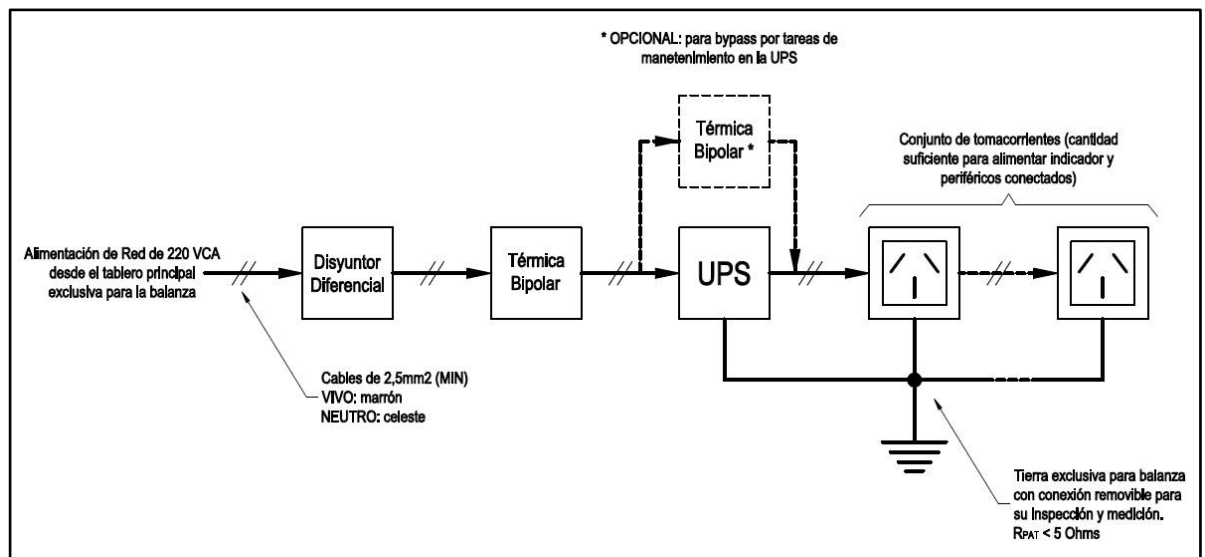 * OPCIONAL: para bypass por tareas de
manetenimiento en la UPS
Térmica
Bipolar *
Conjunto de tomacorrientes (cantidad
suficiente para alimentar indicador y
periféricos conectados)
Alimentación de Red de 220 VCA
desde el tablero principal
exclusiva para la balanza
Disyuntor
Diferencial
Térmica
Bipolar
UPS
Cables de 2,5mm2 (MIN)
VIVO: marrón
NEUTRO: celeste
Tierra exclusiva para balanza
con conexión removible para
su inspección y medición.
RPAT < 5 Ohms